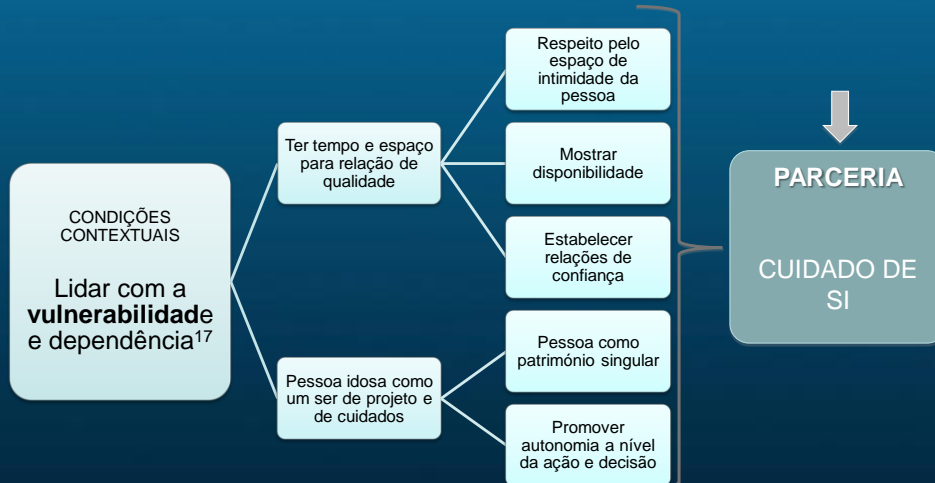 CONDIÇÕES
CONTEXTUAIS
Lidar com a
vulnerabilidade
e dependência17
Ter tempo e espaço
para relação de
qualidade
Pessoa idosa como
um ser de projeto e
de cuidados
Respeito pelo
espaço de
intimidade da
pessoa
Mostrar
disponibilidade
Estabelecer
relações de
confiança
Pessoa como
património singular
Promover
autonomia a nível
da ação e decisão
PARCERIA
CUIDADO DE
SI